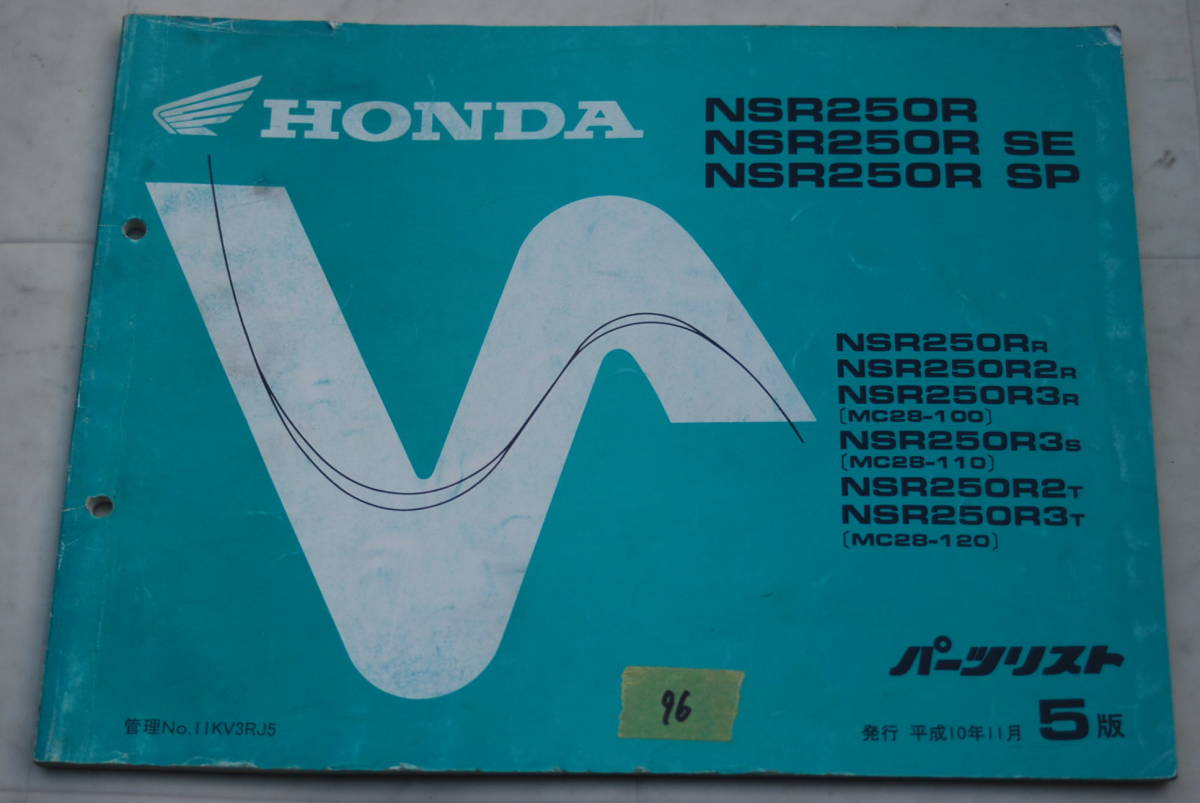 HONDA
NSR250R
NSR250R SE
NSR250R SP
NSR250RR
NSR250R2R
NSR250R3R
(MC28-100)
NSR250R3S
(MC28-110)
NSR250R2T
NSR250R3T
(MC28-120)
パーツリスト
96
管理No.11KV3RJ5
発行 平成10年11月 5版